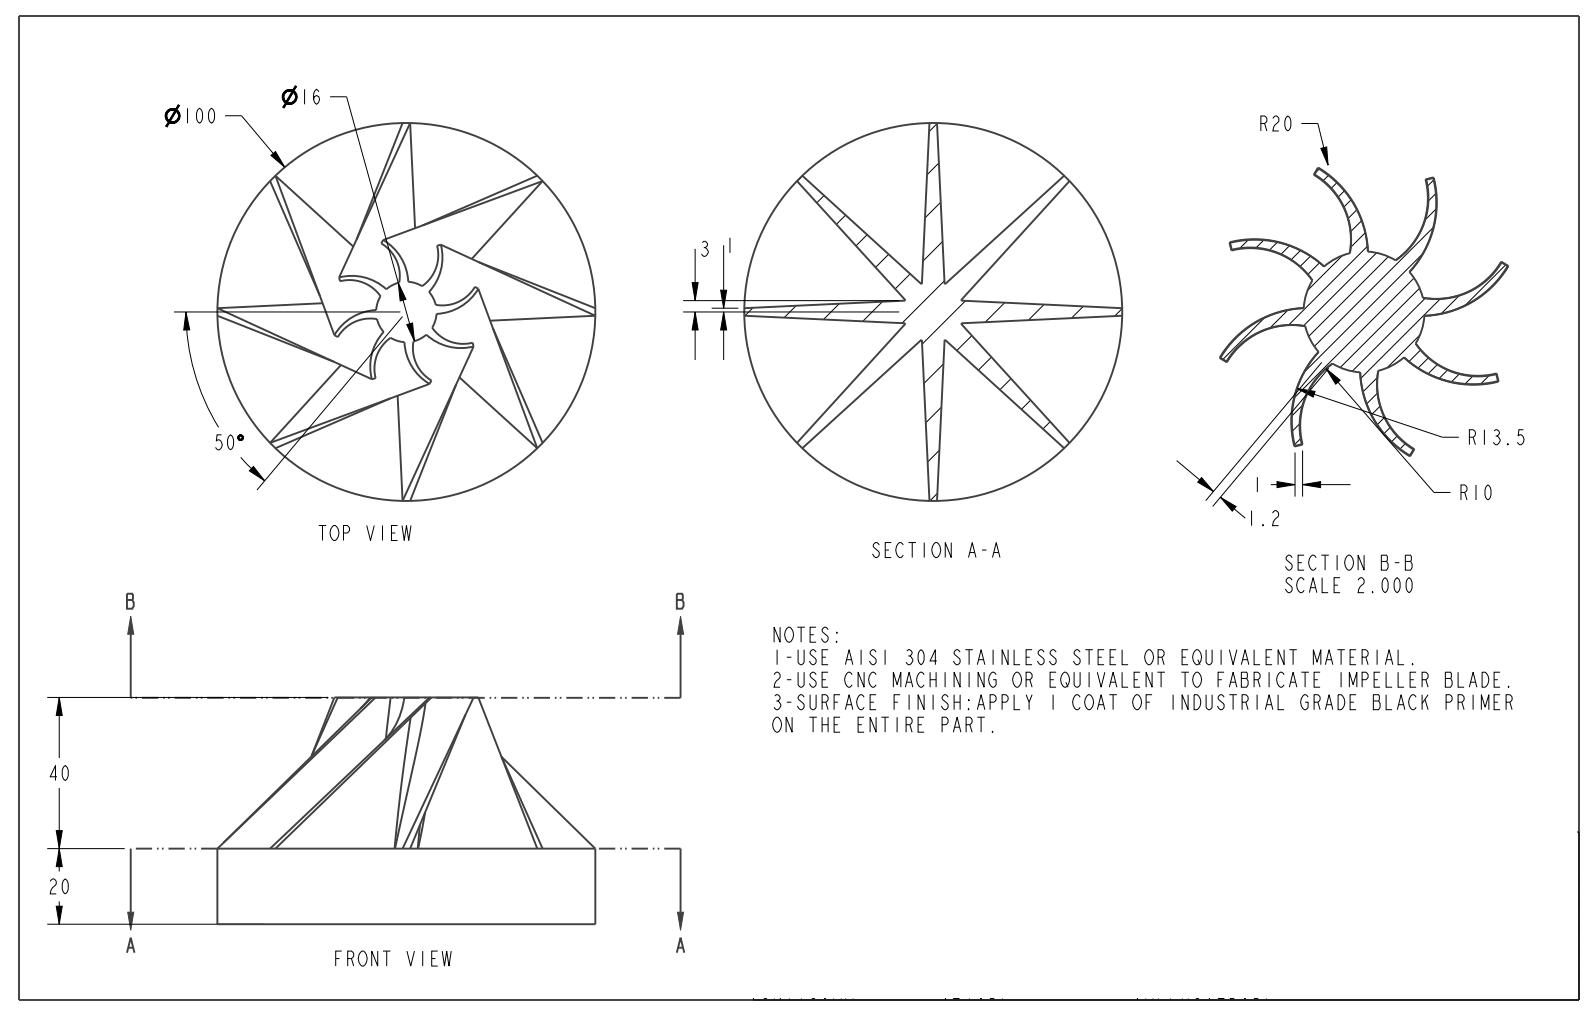 Ø16
Ø100
R20
3
1
50°
R13.5
1
R10
1.2
TOP VIEW
SECTION A-A
SECTION B-B
SCALE 2.000
B
B
NOTES:
1-USE AISI 304 STAINLESS STEEL OR EQUIVALENT MATERIAL.
2-USE CNC MACHINING OR EQUIVALENT TO FABRICATE IMPELLER BLADE.
3-SURFACE FINISH:APPLY 1 COAT OF INDUSTRIAL GRADE BLACK PRIMER
ON THE ENTIRE PART.
40
20
A
A
FRONT VIEW